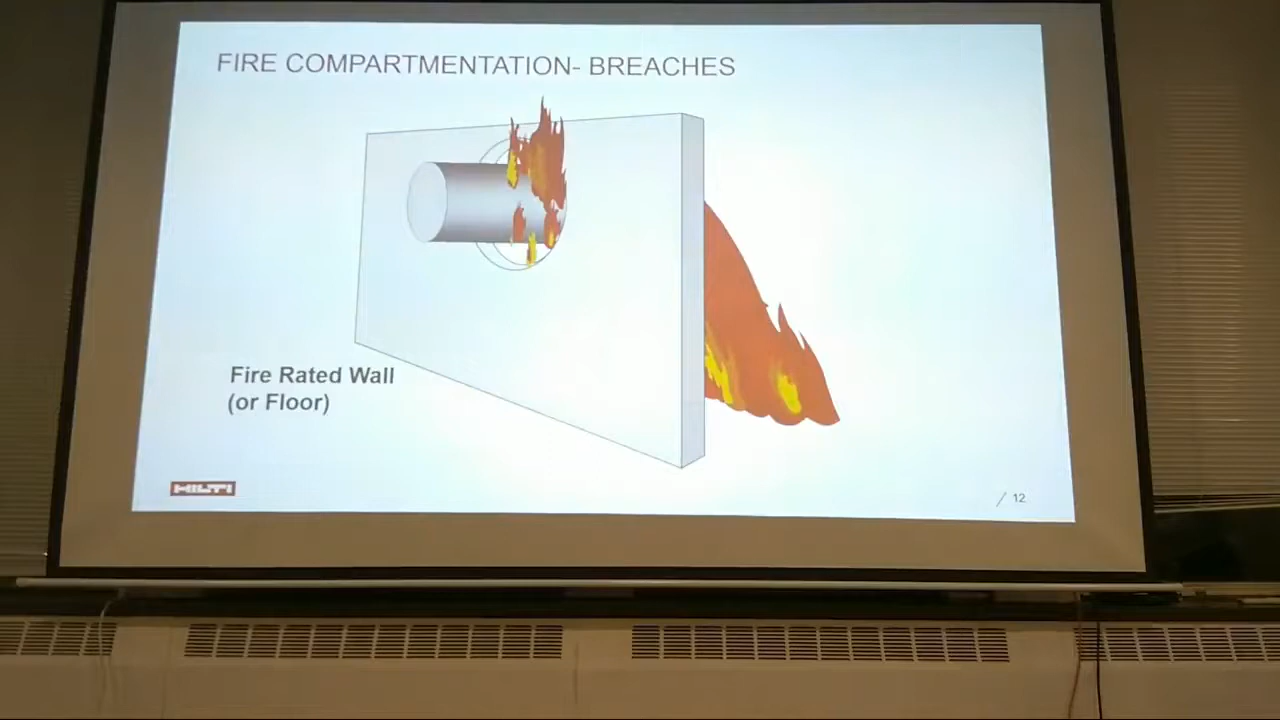 FIRE COMPARTMENTATION- BREACHES
Fire Rated Wall
(or Floor)
HILTI
/ 12